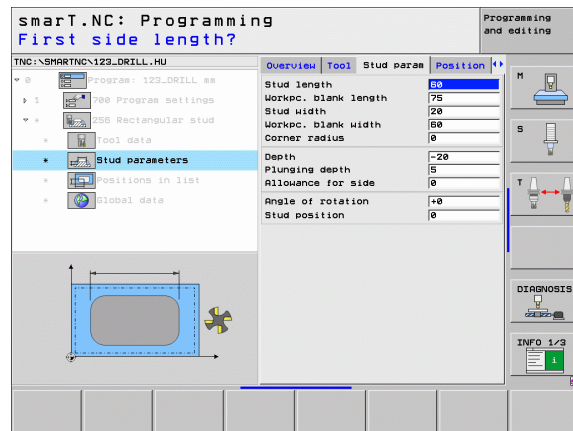 smarT.NC: Programming
First side length?
Programming
and editing
TNC:\SMARTNC\123_DRILL.HU
0 Program: 123_DRILL mm
1 700 Program settings
* 256 Rectangular stud
* Tool data
* Stud parameters
* Positions in list
* Global data
Overview Tool Stud param Position
Stud length 60
Workpc. blank length 75
Stud width 20
Workpc. blank width 60
Corner radius 0
Depth -20
Plunging depth 5
Allowance for side 0
Angle of rotation +0
Stud position 0
M
S
T
DIAGNOSIS
INFO 1/3
i